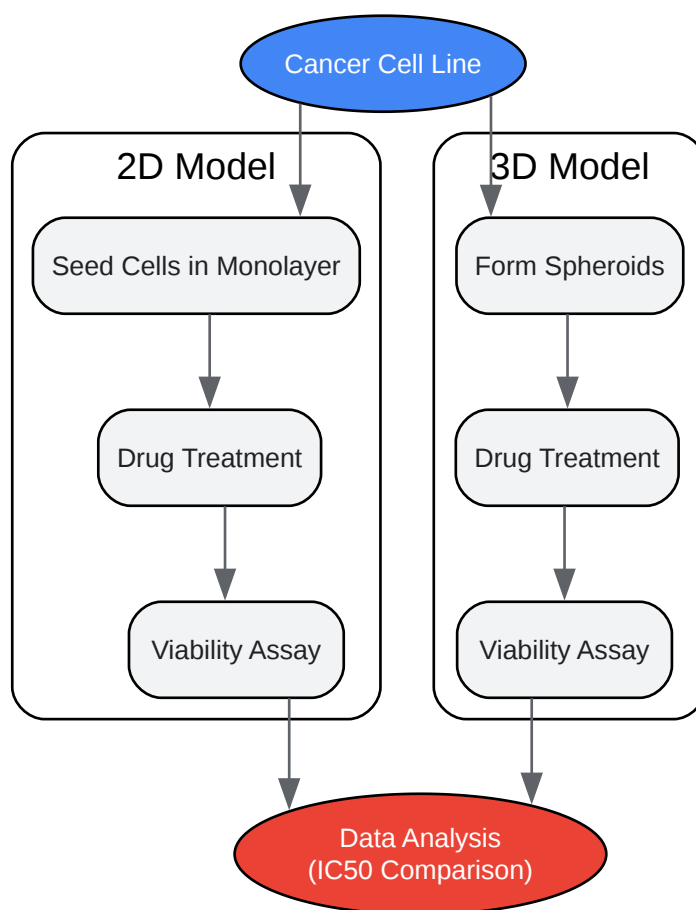 Cancer Cell Line
2D Model
3D Model
Seed Cells in Monolayer
Form Spheroids
Drug Treatment
Drug Treatment
Viability Assay
Viability Assay
Data Analysis
(IC50 Comparison)